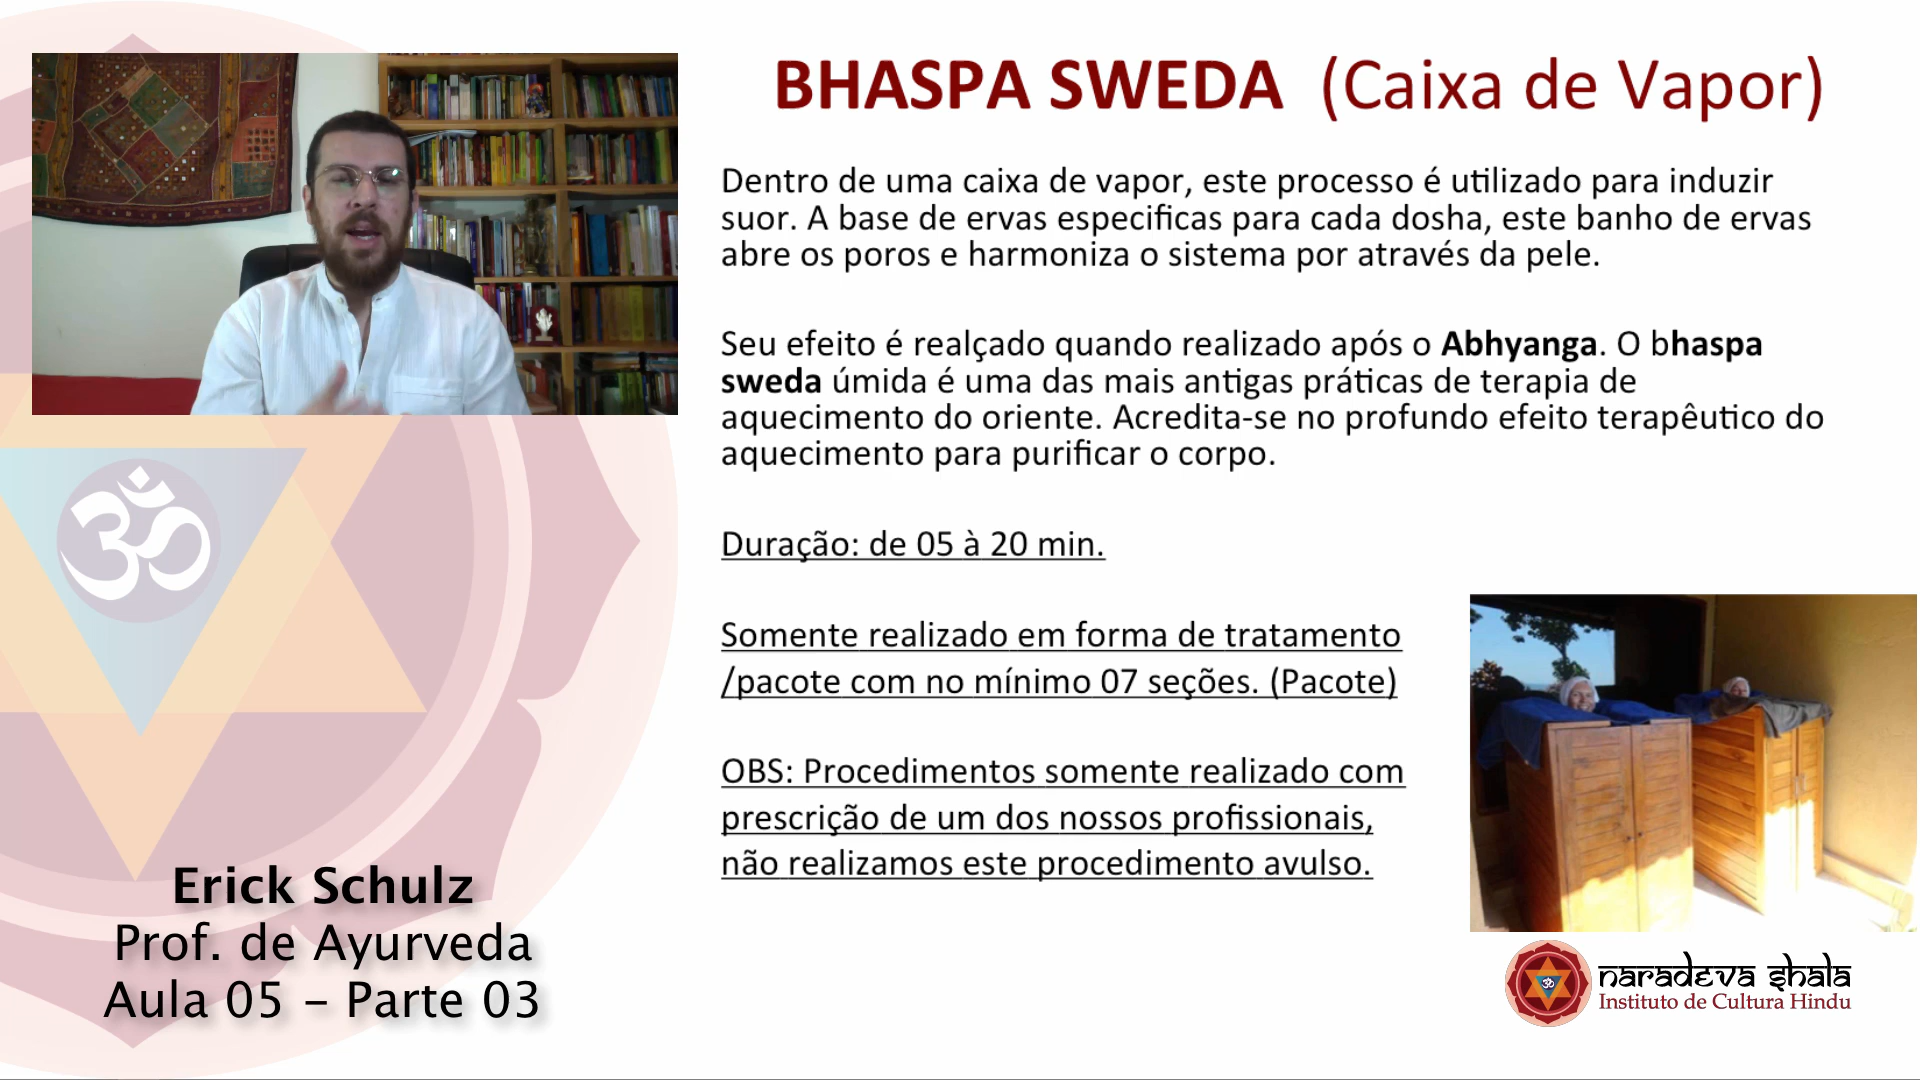 BHASPA SWEDA (Caixa de Vapor)
Dentro de uma caixa de vapor, este processo é utilizado para induzir
suor. A base de ervas especificas para cada dosha, este banho de ervas
abre os poros e harmoniza o sistema por através da pele.
Seu efeito é realçado quando realizado após o Abhyanga. O bhaspa
sweda úmida é uma das mais antigas práticas de terapia de
aquecimento do oriente. Acredita-se no profundo efeito terapêutico do
aquecimento para purificar o corpo.
Duração: de 05 à 20 min.
Somente realizado em forma de tratamento
/pacote com no mínimo 07 seções. (Pacote)
OBS: Procedimentos somente realizado com
prescrição de um dos nossos profissionais,
não realizamos este procedimento avulso.
ॐ
Erick Schulz
Prof. de Ayurveda
Aula 05 – Parte 03
ॐ
naradeva shala
Instituto de Cultura Hindu